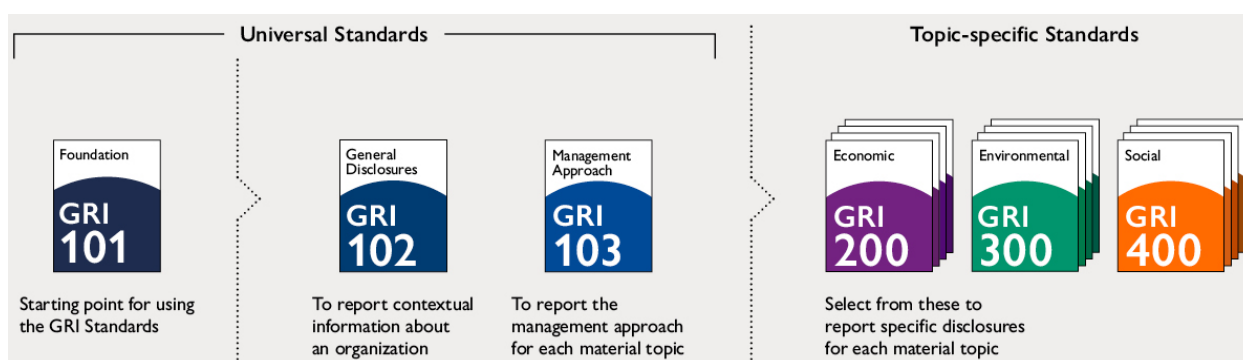 Universal Standards
Topic-specific Standards
Foundation
GRI
101
General
Disclosures
GRI
102
Management
Approach
GRI
103
Economic
GRI
200
Environmental
GRI
300
Social
GRI
400
Starting point for using
the GRI Standards
To report contextual
information about
an organization
To report the
management approach
for each material topic
Select from these to
report specific disclosures
for each material topic